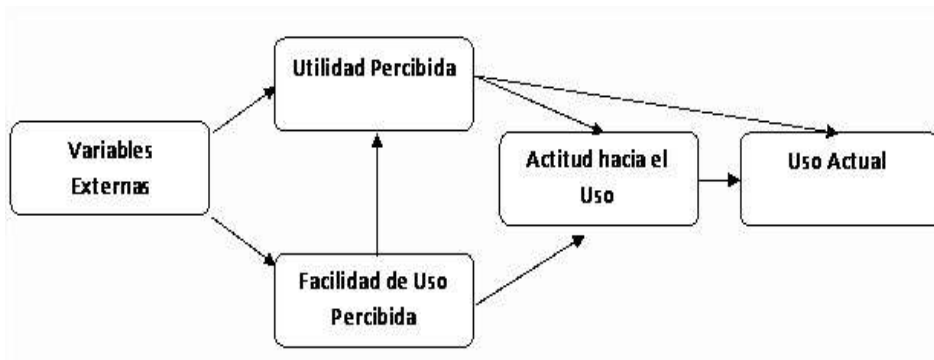 Utilidad Percibida
Variables
Externas
Actitud hacia el
Uso
Uso Actual
Facilidad de Uso
Percibida